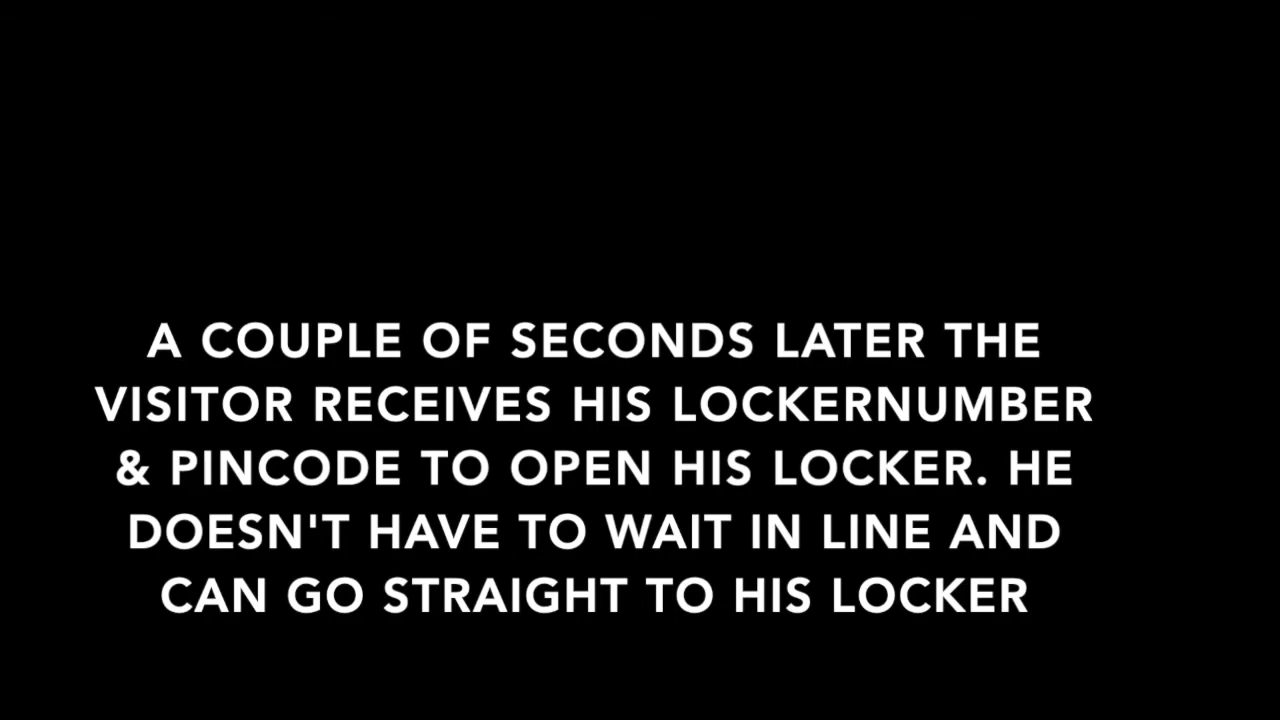 A COUPLE OF SECONDS LATER THE
VISITOR RECEIVES HIS LOCKERNUMBER
& PINCODE TO OPEN HIS LOCKER. HE
DOESN'T HAVE TO WAIT IN LINE AND
CAN GO STRAIGHT TO HIS LOCKER